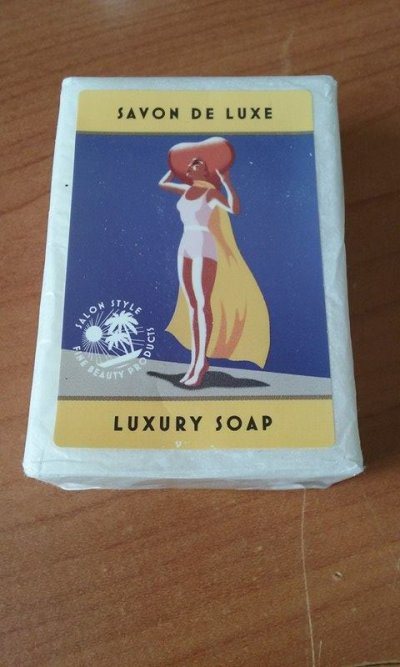 SAVON DE LUXE
SALON STYLE
FINE BEAUTY PRODUCTS
LUXURY SOAP